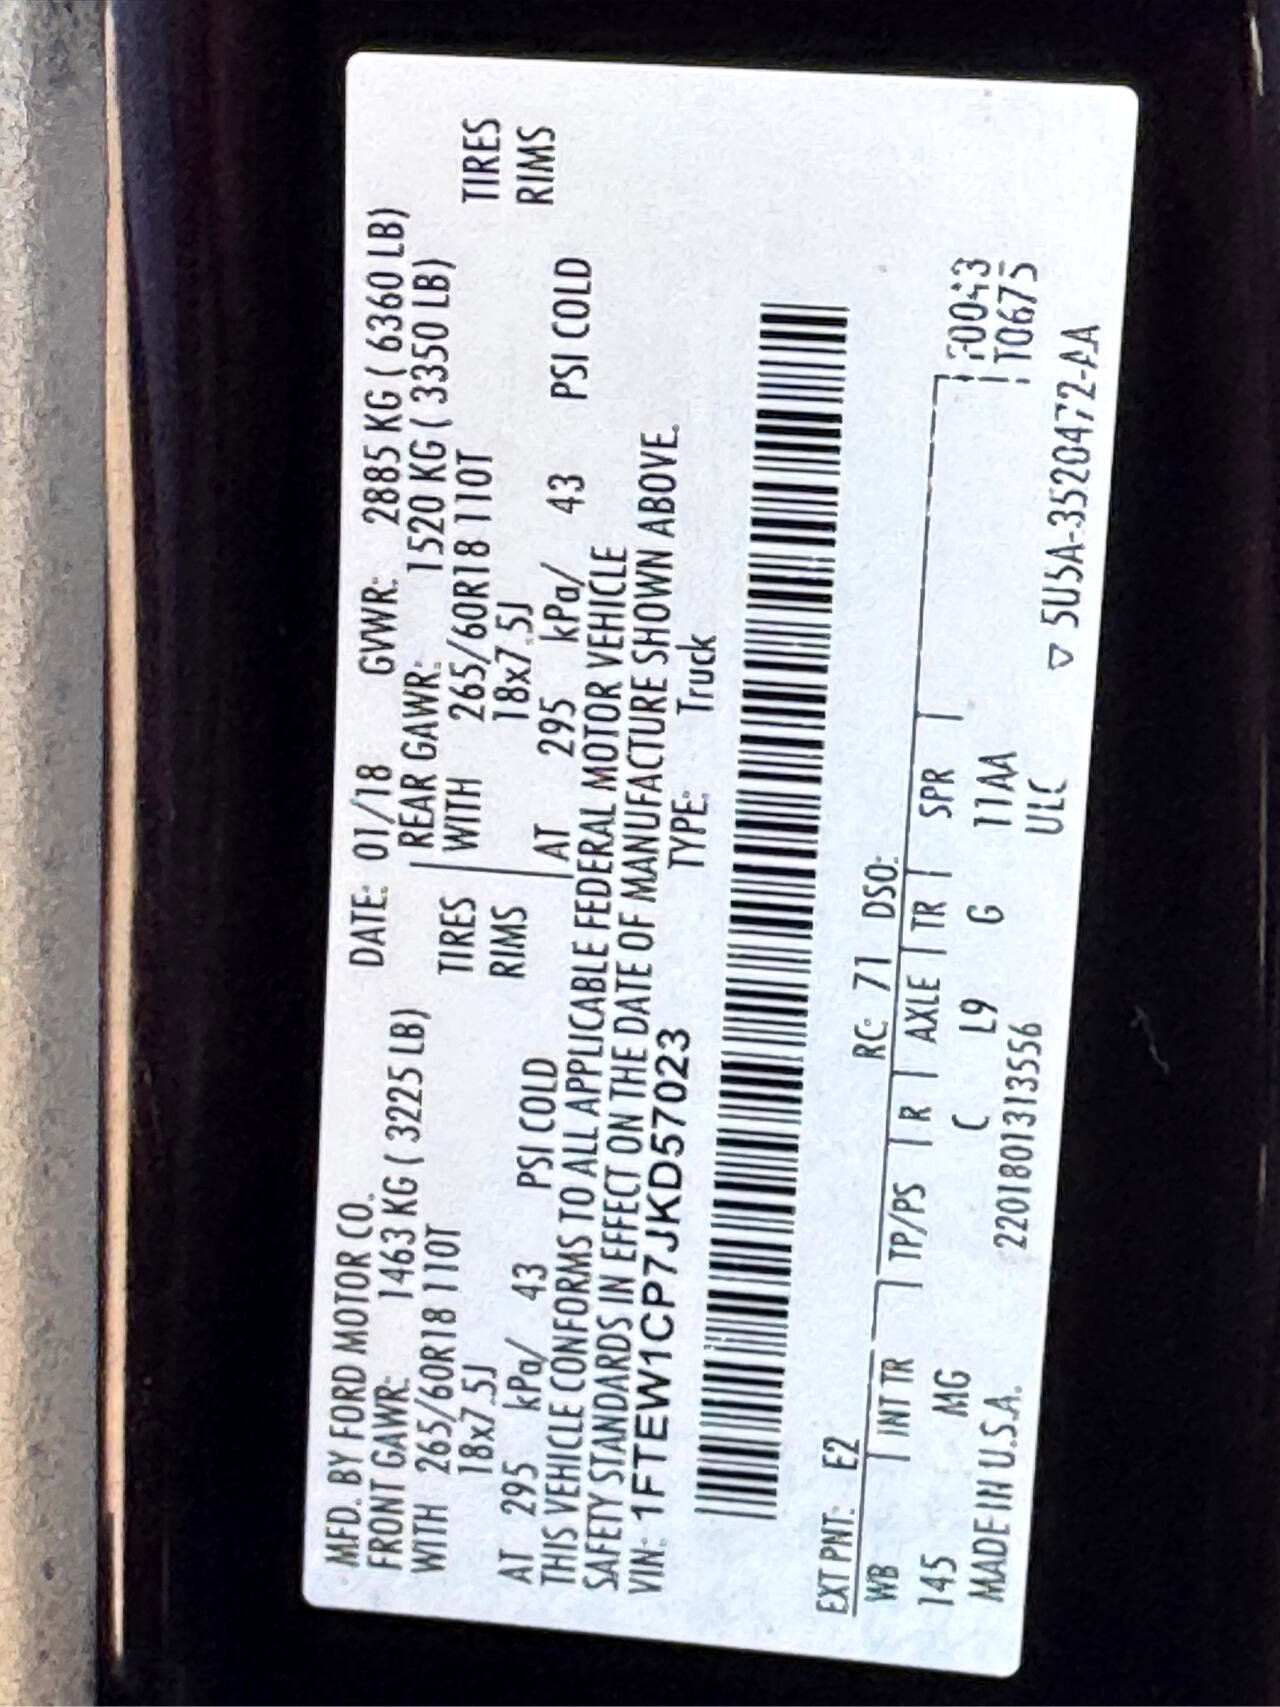 MFD. BY FORD MOTOR CO. DATE: 01/18 GVWR: 2885 KG ( 6360 LB)
FRONT GAWR: 1463 KG ( 3225 LB) REAR GAWR: 1520 KG ( 3350 LB)
WITH 265/60R18 110T TIRES WITH 265/60R18 110T TIRES
18x7.5J RIMS 18x7.5J RIMS
AT 295 kPa/ 43 PSI COLD AT 295 kPa/ 43 PSI COLD
THIS VEHICLE CONFORMS TO ALL APPLICABLE FEDERAL MOTOR VEHICLE
SAFETY STANDARDS IN EFFECT ON THE DATE OF MANUFACTURE SHOWN ABOVE.
VIN: 1FTEW1CP7JKD57023 TYPE: Truck
EXT PNT: E2 RC: 71 DSO:
WB INT TR TP/PS R AXLE TR SPR
145 MG C L9 G 11AA T0675
MADE IN U.S.A. 220180131355​6 ULC
▽ 5U5A-3520472-AA